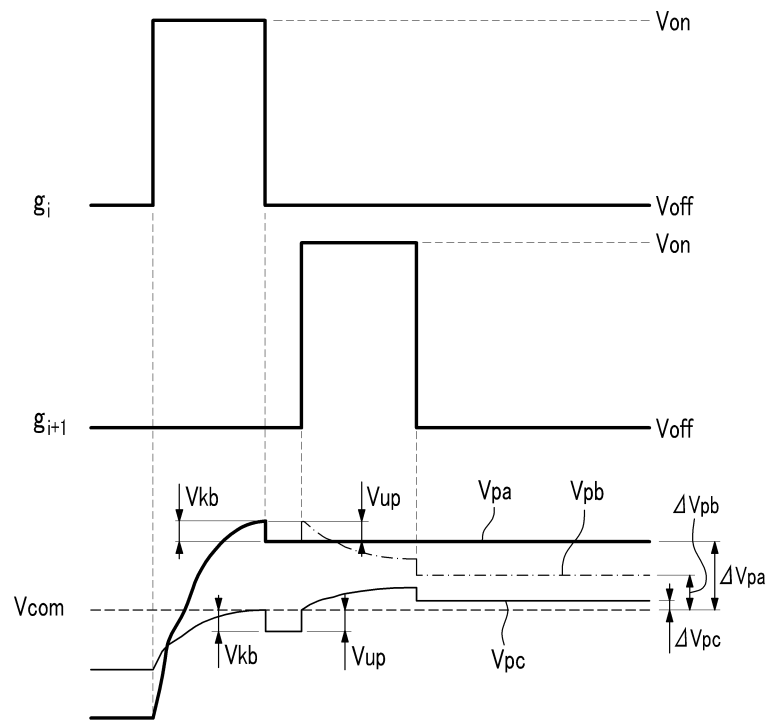 Von
gi
Voff
Von
gi+1
Voff
Vkb
Vup
Vpa
Vpb
ΔVpb
ΔVpa
Vcom
Vkb
Vup
Vpc
ΔVpc